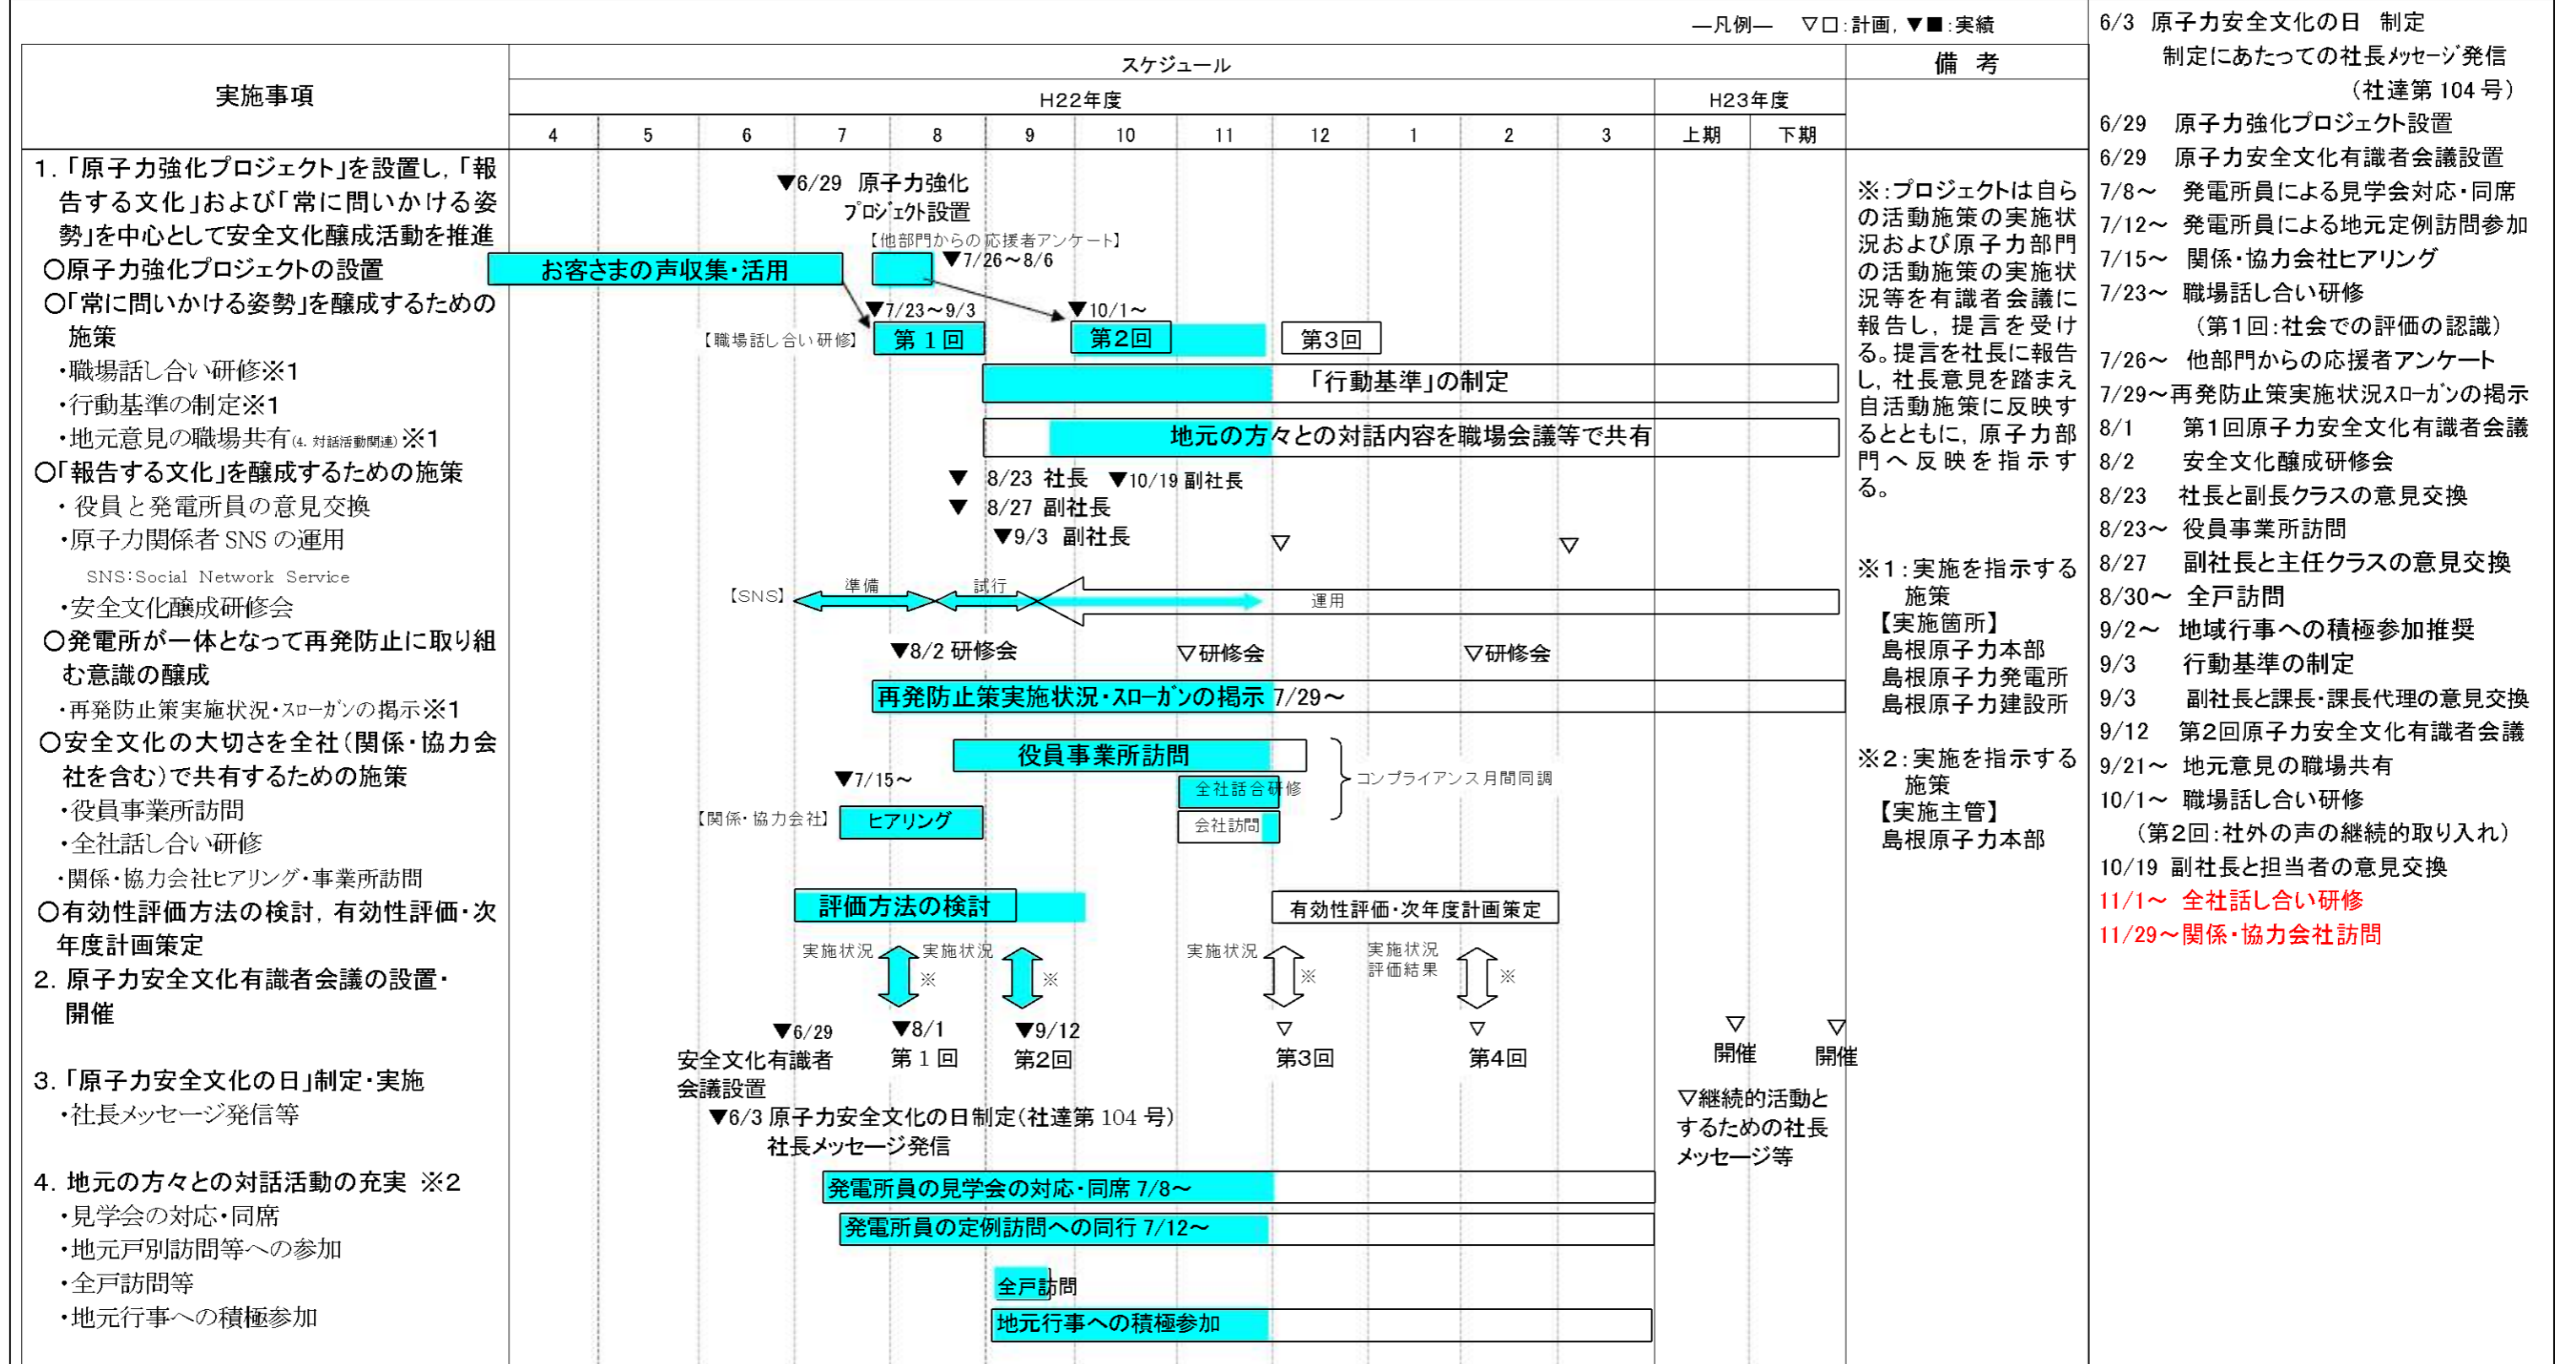 ―凡例― ▽□:計画, ▼■:実績
実施事項
スケジュール
備 考
H22年度
H23年度
4 5 6 7 8 9 10 11 12 1 2 3 上期 下期
1.「原子力強化プロジェクト」を設置し,「報
告する文化」および「常に問いかける姿
勢」を中心として安全文化醸成活動を推進
○原子力強化プロジェクトの設置
○「常に問いかける姿勢」を醸成するための
施策
・職場話し合い研修※1
・行動基準の制定※1
・地元意見の職場共有(4. 対話活動関連)※1
○「報告する文化」を醸成するための施策
・役員と発電所員の意見交換
・原子力関係者 SNS の運用
SNS:Social Network Service
・安全文化醸成研修会
○発電所が一体となって再発防止に取り組
む意識の醸成
・再発防止策実施状況・スローガンの掲示※1
○安全文化の大切さを全社(関係・協力会
社を含む)で共有するための施策
・役員事業所訪問
・全社話し合い研修
・関係・協力会社ヒアリング・事業所訪問
○有効性評価方法の検討, 有効性評価・次
年度計画策定
2. 原子力安全文化有識者会議の設置・
開催
3.「原子力安全文化の日」制定・実施
・社長メッセージ発信等
4. 地元の方々との対話活動の充実 ※2
・見学会の対応・同席
・地元戸別訪問等への参加
・全戸訪問等
・地元行事への積極参加
▼6/29 原子力強化
プロジェクト設置
【他部門からの応援者アンケート】
お客さまの声収集・活用
▼7/26~8/6
▼7/23~9/3
▼10/1~
【職場話し合い研修】
第1回
第2回
第3回
「行動基準」の制定
地元の方々との対話内容を職場会議等で共有
▼ 8/23 社長 ▼10/19 副社長
▼ 8/27 副社長
▼9/3 副社長
▽
▽
【SNS】
準備
試行
運用
▼8/2 研修会
▽研修会
▽研修会
再発防止策実施状況・スローガンの掲示 7/29~
役員事業所訪問
▼7/15~
全社話合研修
コンプライアンス月間同調
【関係・協力会社】
ヒアリング
会社訪問
評価方法の検討
有効性評価・次年度計画策定
実施状況
※
実施状況
※
実施状況
※
実施状況
評価結果
※
▼6/29
安全文化有識者
会議設置
▼8/1
第1回
▼9/12
第2回
▽
第3回
▽
第4回
▽
開催
▽
開催
▼6/3 原子力安全文化の日制定(社達第 104 号)
社長メッセージ発信
▽継続的活動と
するための社長
メッセージ等
発電所員の見学会の対応・同席 7/8~
発電所員の定例訪問への同行 7/12~
全戸訪問
地元行事への積極参加
※:プロジェクトは自ら
の活動施策の実施状
況および原子力部門
の活動施策の実施状
況等を有識者会議に
報告し, 提言を受け
る。提言を社長に報告
し, 社長意見を踏まえ
自活動施策に反映す
るとともに, 原子力部
門へ反映を指示す
る。
※1:実施を指示する
施策
【実施箇所】
島根原子力本部
島根原子力発電所
島根原子力建設所
※2:実施を指示する
施策
【実施主管】
島根原子力本部
6/3 原子力安全文化の日 制定
制定にあたっての社長メッセージ発信
(社達第 104 号)
6/29 原子力強化プロジェクト設置
6/29 原子力安全文化有識者会議設置
7/8~ 発電所員による見学会対応・同席
7/12~ 発電所員による地元定例訪問参加
7/15~ 関係・協力会社ヒアリング
7/23~ 職場話し合い研修
(第1回:社会での評価の認識)
7/26~ 他部門からの応援者アンケート
7/29~再発防止策実施状況スローガンの掲示
8/1 第1回原子力安全文化有識者会議
8/2 安全文化醸成研修会
8/23 社長と副長クラスの意見交換
8/23~ 役員事業所訪問
8/27 副社長と主任クラスの意見交換
8/30~ 全戸訪問
9/2~ 地域行事への積極参加推奨
9/3 行動基準の制定
9/3 副社長と課長・課長代理の意見交換
9/12 第2回原子力安全文化有識者会議
9/21~ 地元意見の職場共有
10/1~ 職場話し合い研修
(第2回:社外の声の継続的取り入れ)
10/19 副社長と担当者の意見交換
11/1~ 全社話し合い研修
11/29~関係・協力会社訪問